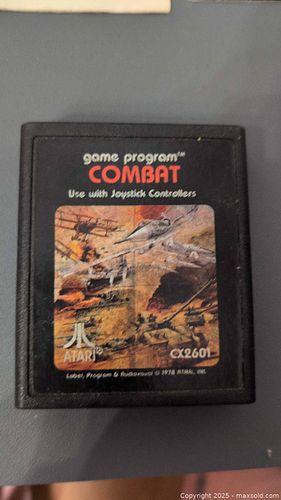 game program™
COMBAT
Use with Joystick Controllers
ATARI®
CX2601
Label, Program & Audiovisual © 1978 ATARI, INC.
Copyright 2025 - maxsold.com